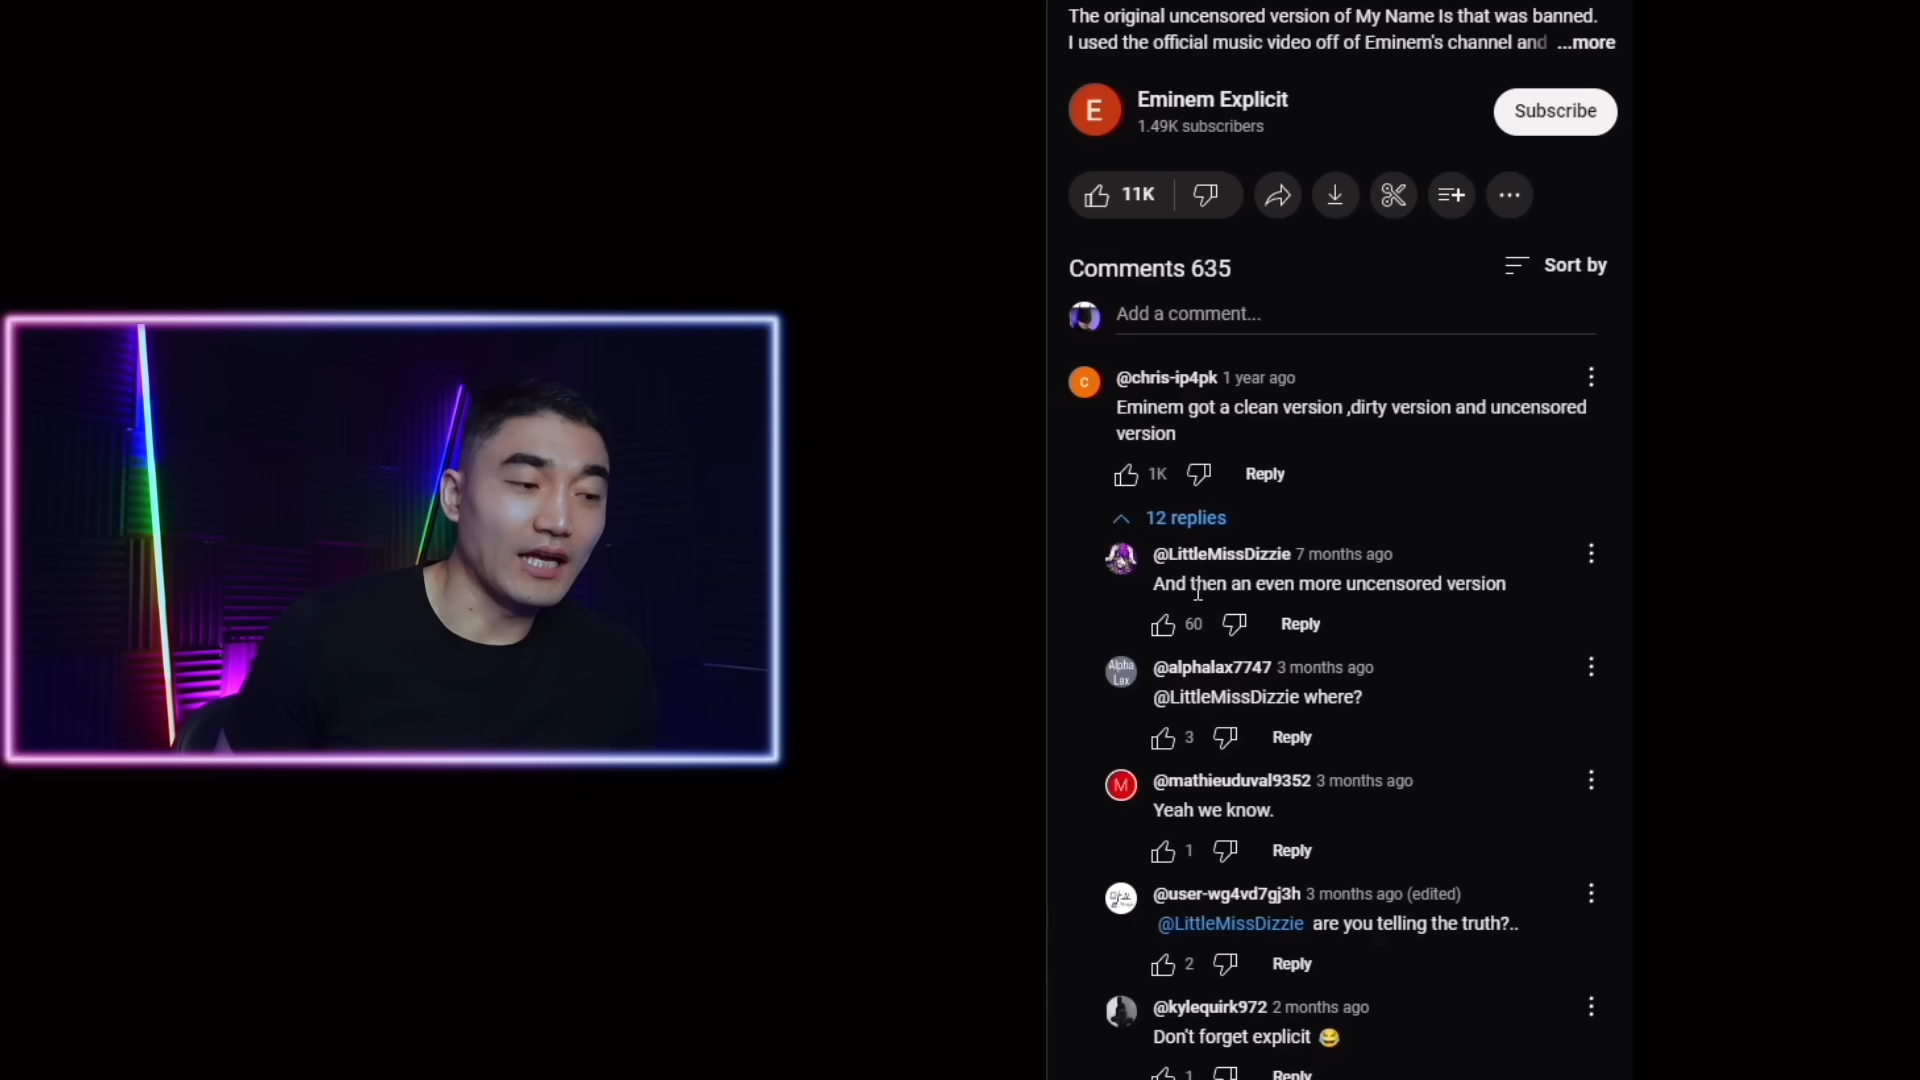 The original uncensored version of My Name Is that was banned.
I used the official music video off of Eminem's channel and ...more
E
Eminem Explicit
1.49K subscribers
Subscribe
11K
Comments 635
Sort by
Add a comment...
C
@chris-ip4pk 1 year ago
Eminem got a clean version ,dirty version and uncensored
version
1K Reply
12 replies
@LittleMissDizzie 7 months ago
And then an even more uncensored version
60 Reply
Alpha
Lax
@alphalax7747 3 months ago
@LittleMissDizzie where?
3 Reply
M
@mathieuduval9352 3 months ago
Yeah we know.
1 Reply
@user-wg4vd7gj3h 3 months ago (edited)
@LittleMissDizzie are you telling the truth?..
2 Reply
@kylequirk972 2 months ago
Don't forget explicit 😂
1 Reply